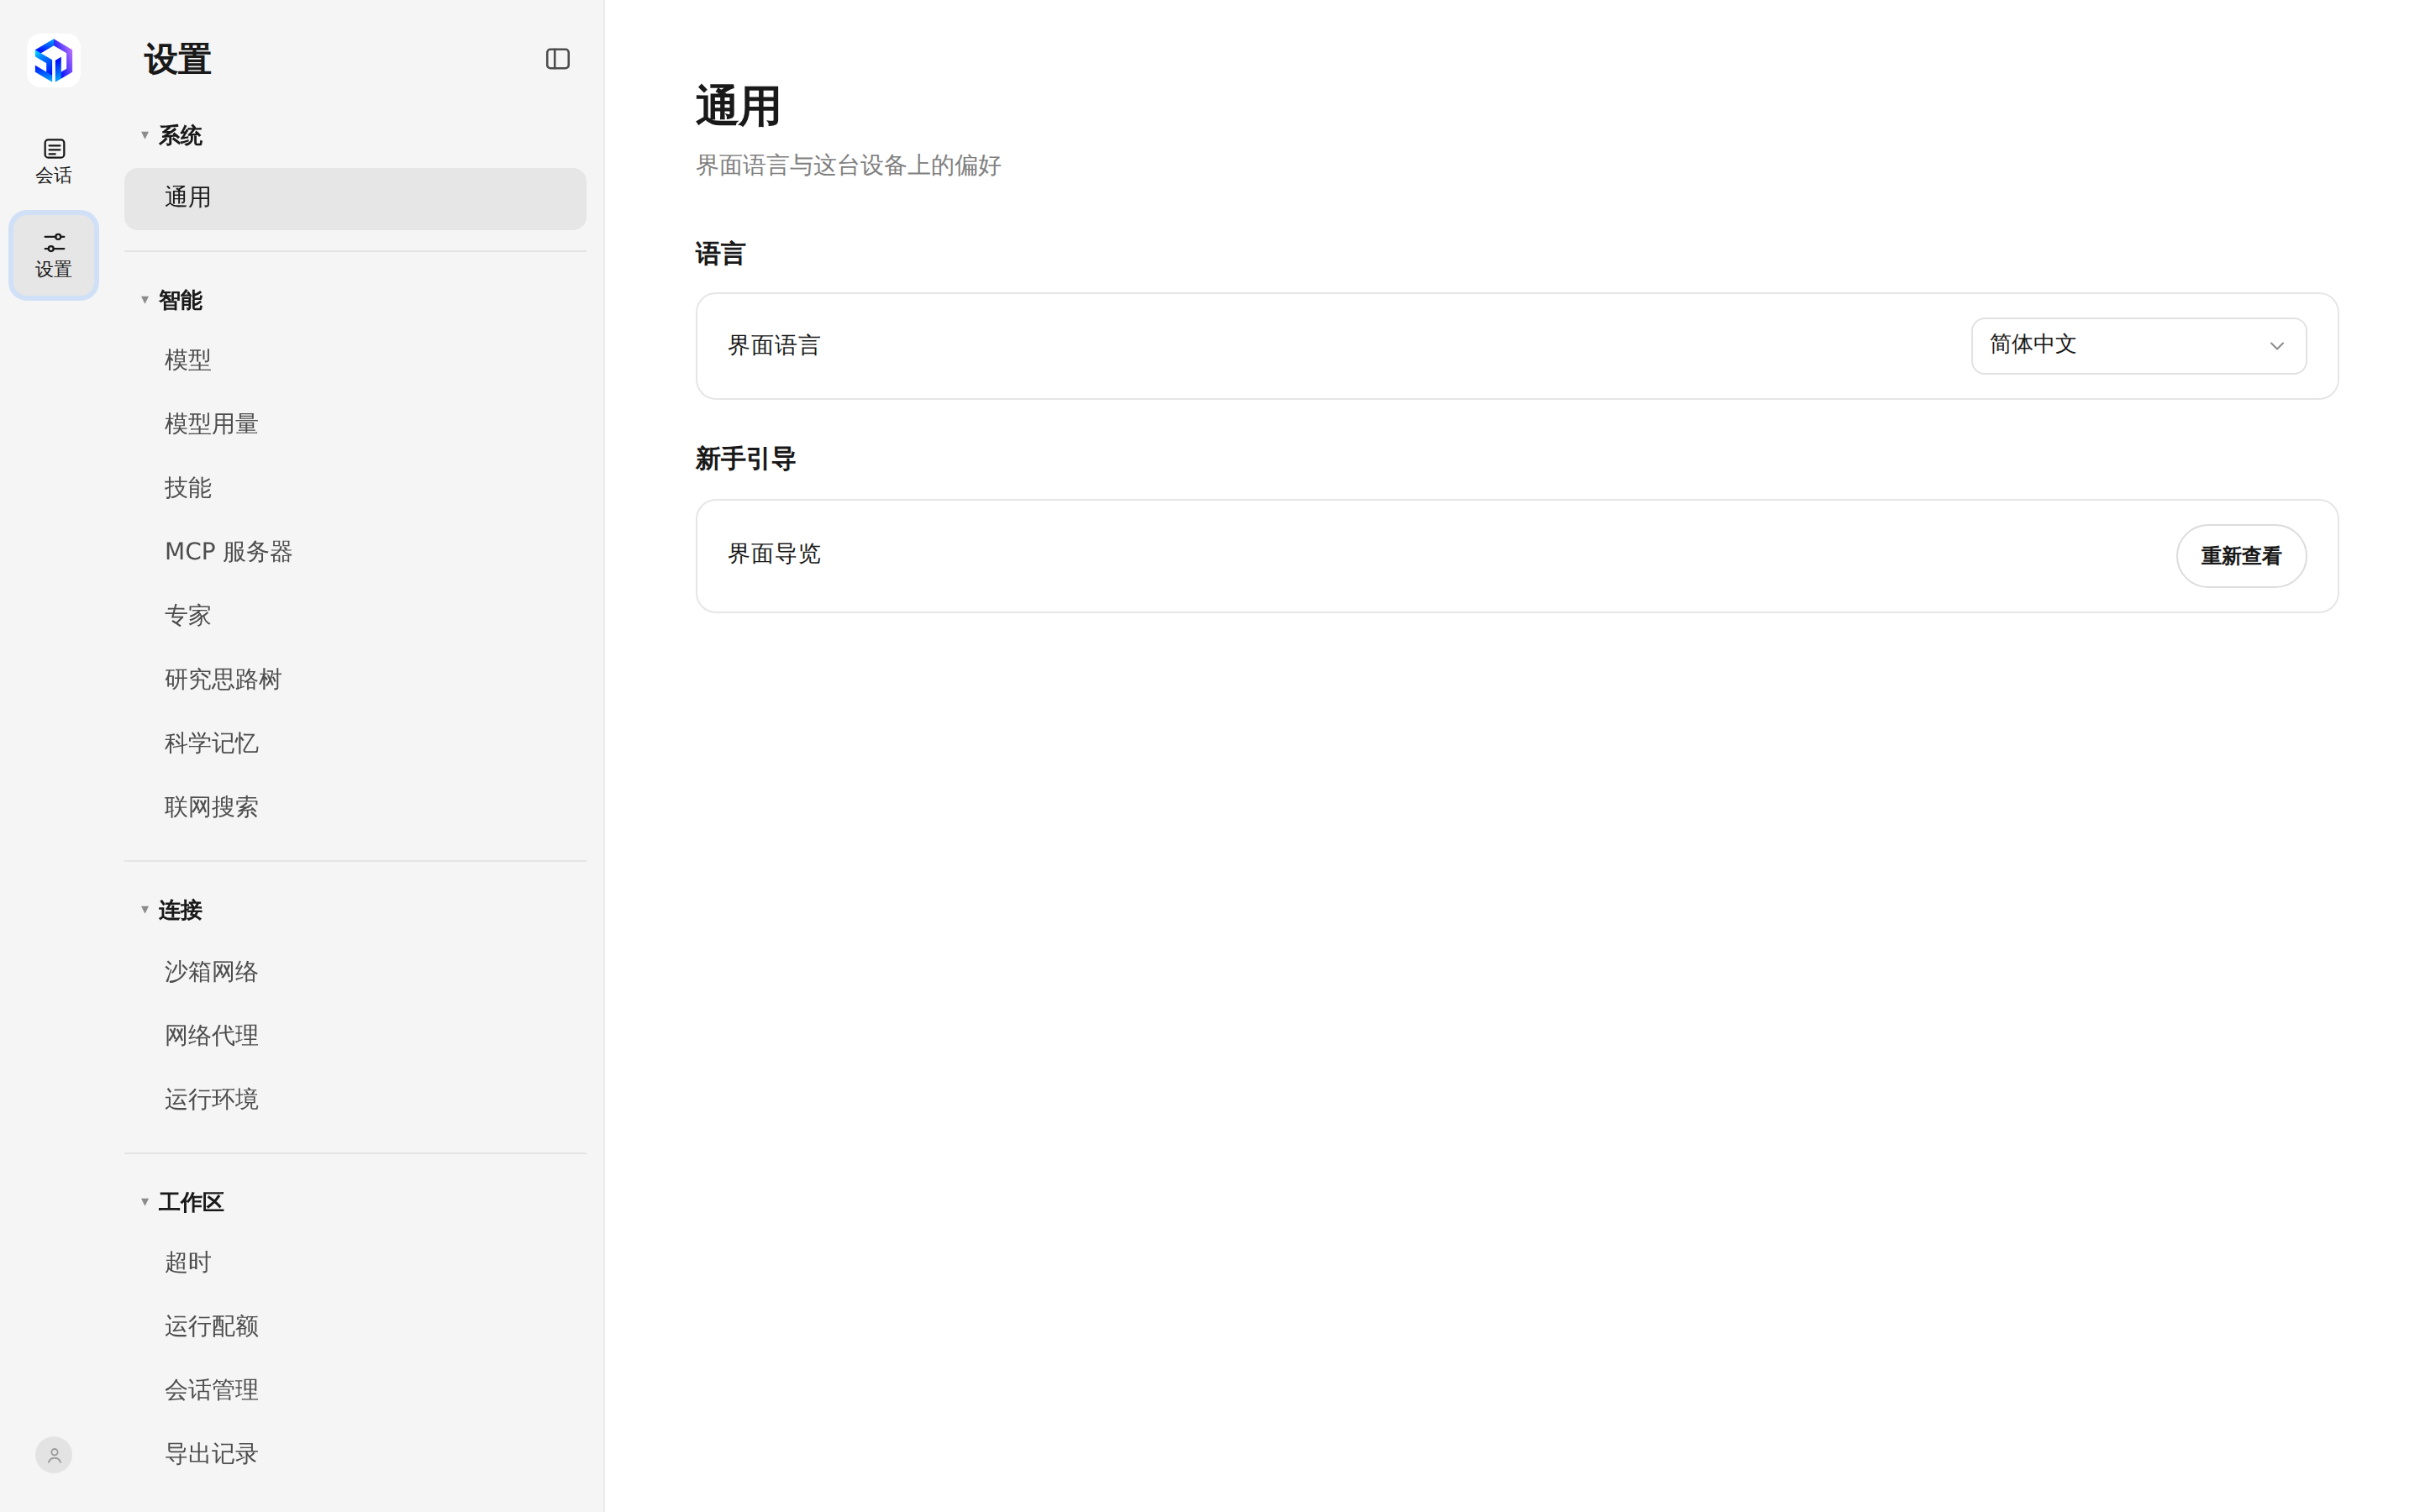 会话
设置
设置
系统
通用
智能
模型
模型用量
技能
MCP 服务器
专家
研究思路树
科学记忆
联网搜索
连接
沙箱网络
网络代理
运行环境
工作区
超时
运行配额
会话管理
导出记录
通用
界面语言与这台设备上的偏好
语言
界面语言
简体中文
新手引导
界面导览
重新查看